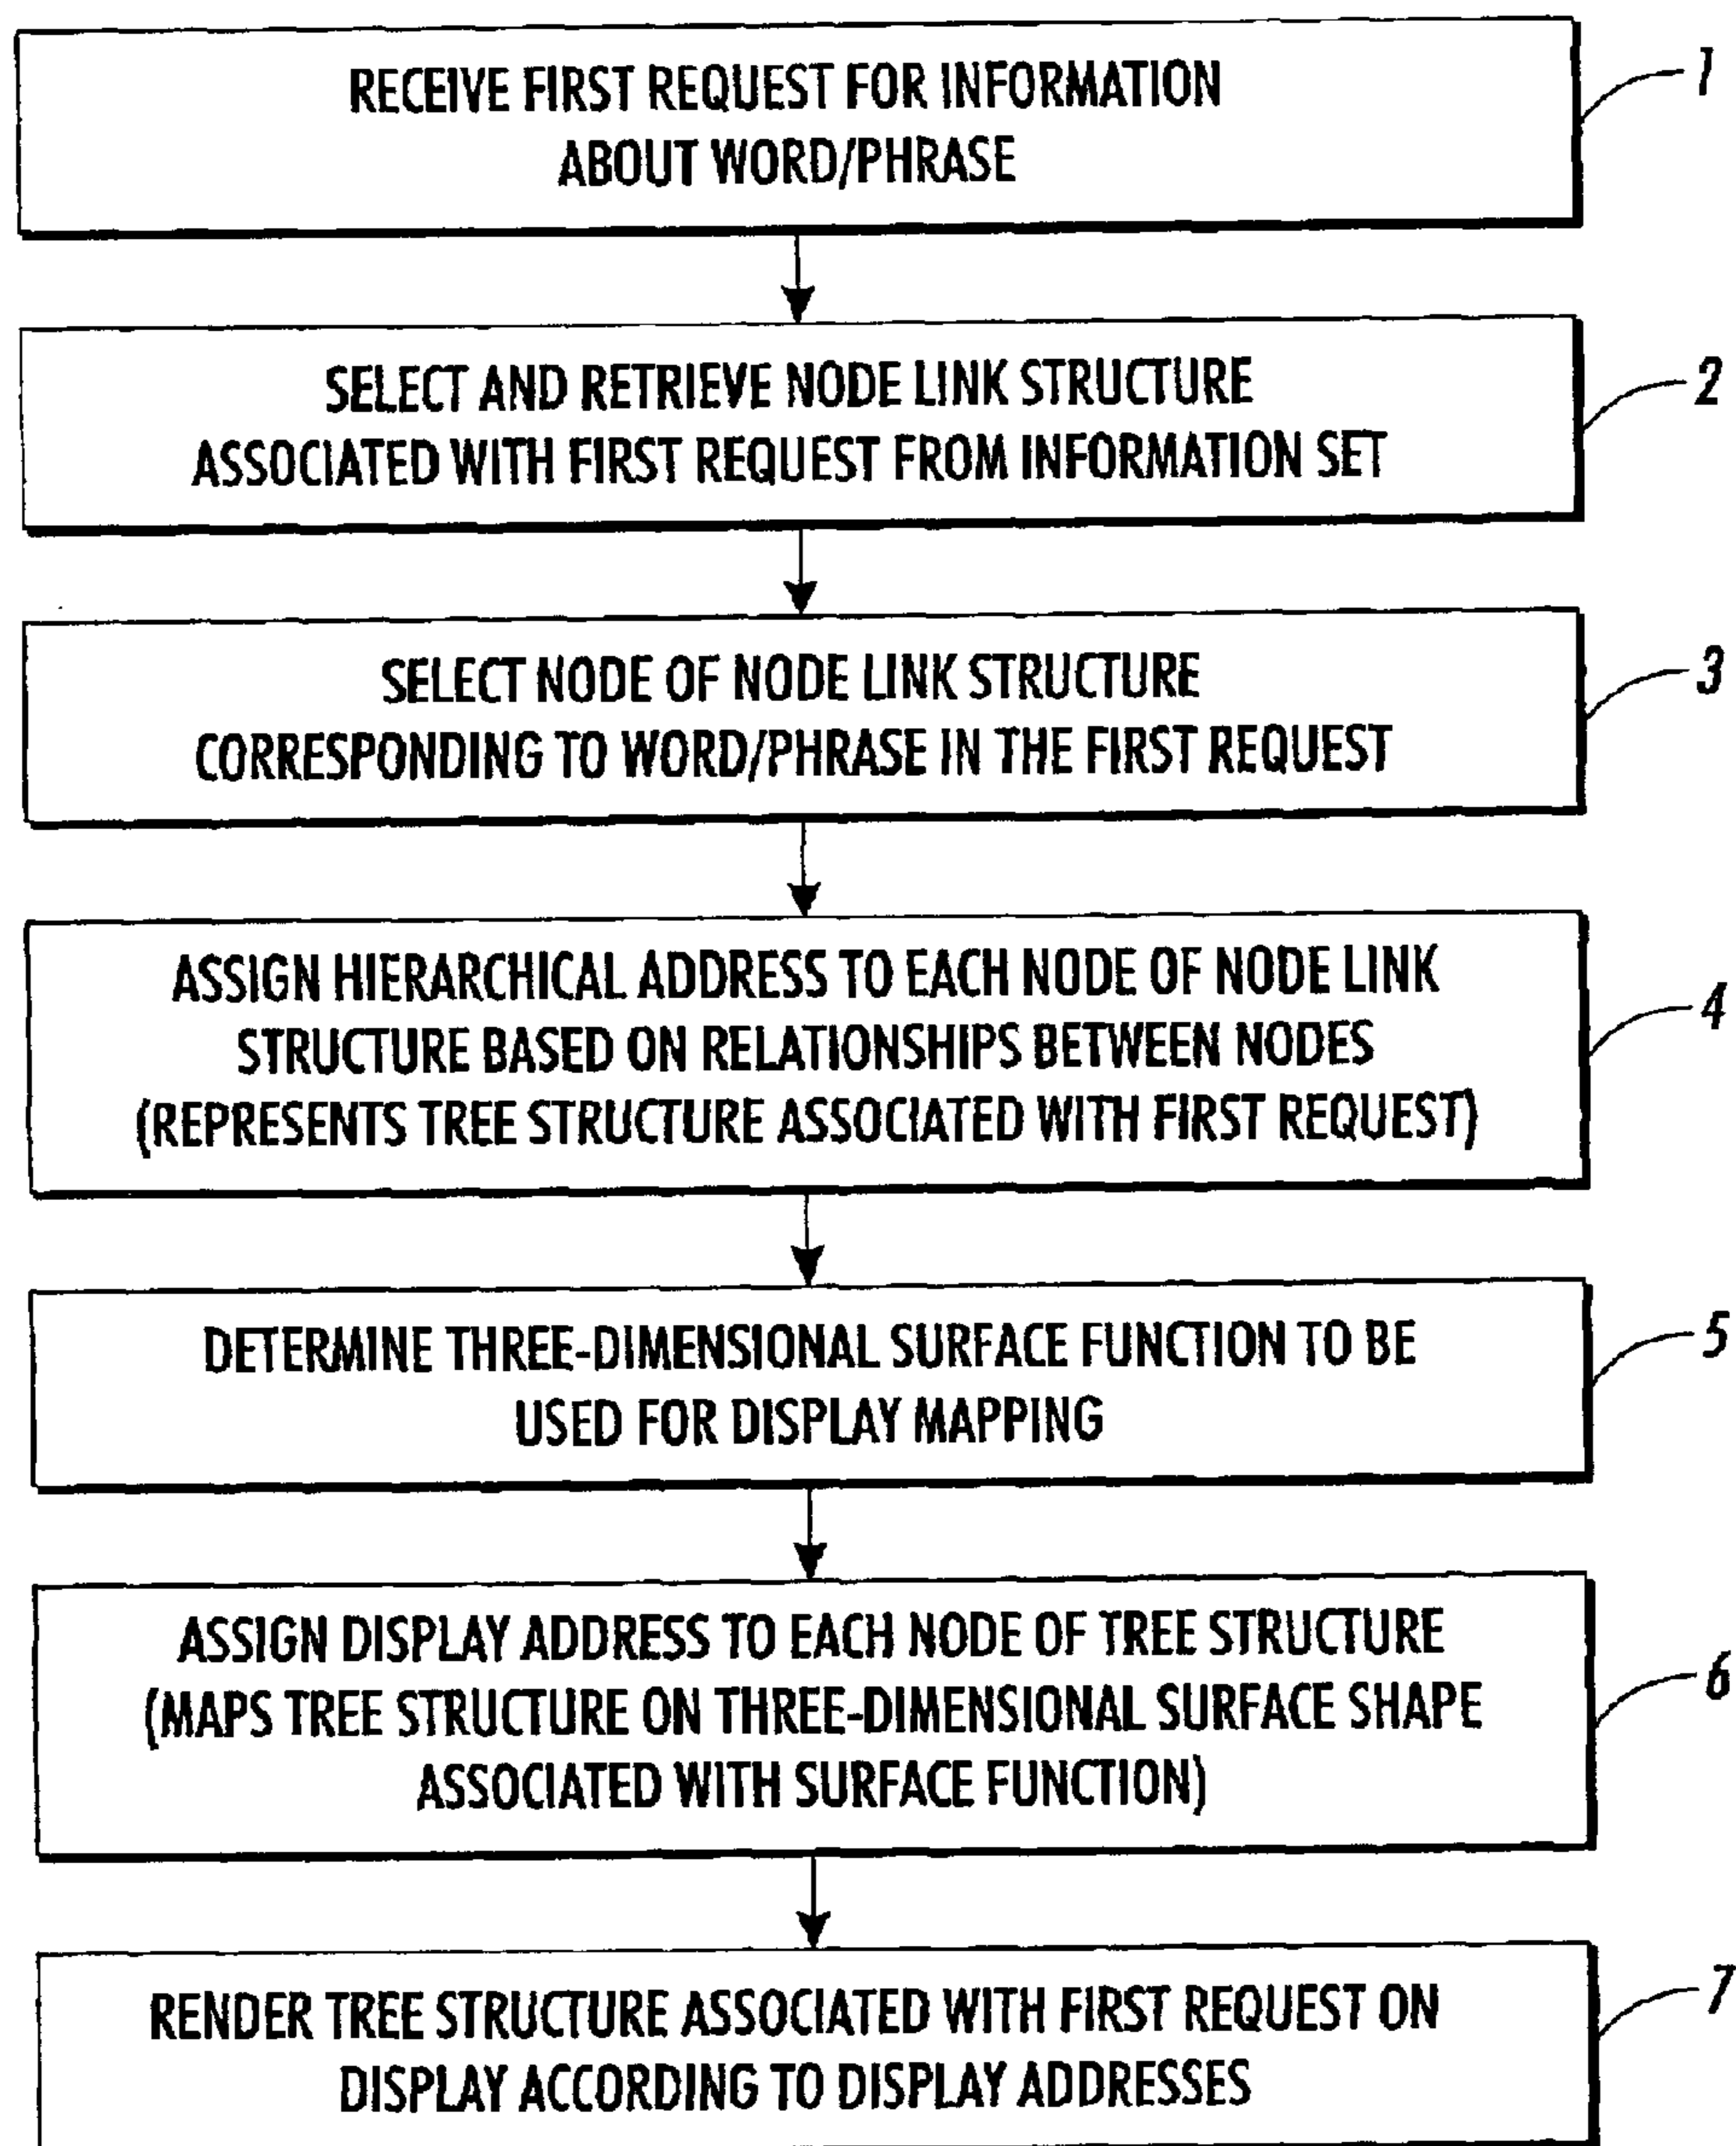 RECEIVE FIRST REQUEST FOR INFORMATION
ABOUT WORD/PHRASE
1
SELECT AND RETRIEVE NODE LINK STRUCTURE
ASSOCIATED WITH FIRST REQUEST FROM INFORMATION SET
2
SELECT NODE OF NODE LINK STRUCTURE
CORRESPONDING TO WORD/PHRASE IN THE FIRST REQUEST
3
ASSIGN HIERARCHICAL ADDRESS TO EACH NODE OF NODE LINK
STRUCTURE BASED ON RELATIONSHIPS BETWEEN NODES
(REPRESENTS TREE STRUCTURE ASSOCIATED WITH FIRST REQUEST)
4
DETERMINE THREE-DIMENSIONAL SURFACE FUNCTION TO BE
USED FOR DISPLAY MAPPING
5
ASSIGN DISPLAY ADDRESS TO EACH NODE OF TREE STRUCTURE
(MAPS TREE STRUCTURE ON THREE-DIMENSIONAL SURFACE SHAPE
ASSOCIATED WITH SURFACE FUNCTION)
6
RENDER TREE STRUCTURE ASSOCIATED WITH FIRST REQUEST ON
DISPLAY ACCORDING TO DISPLAY ADDRESSES
7